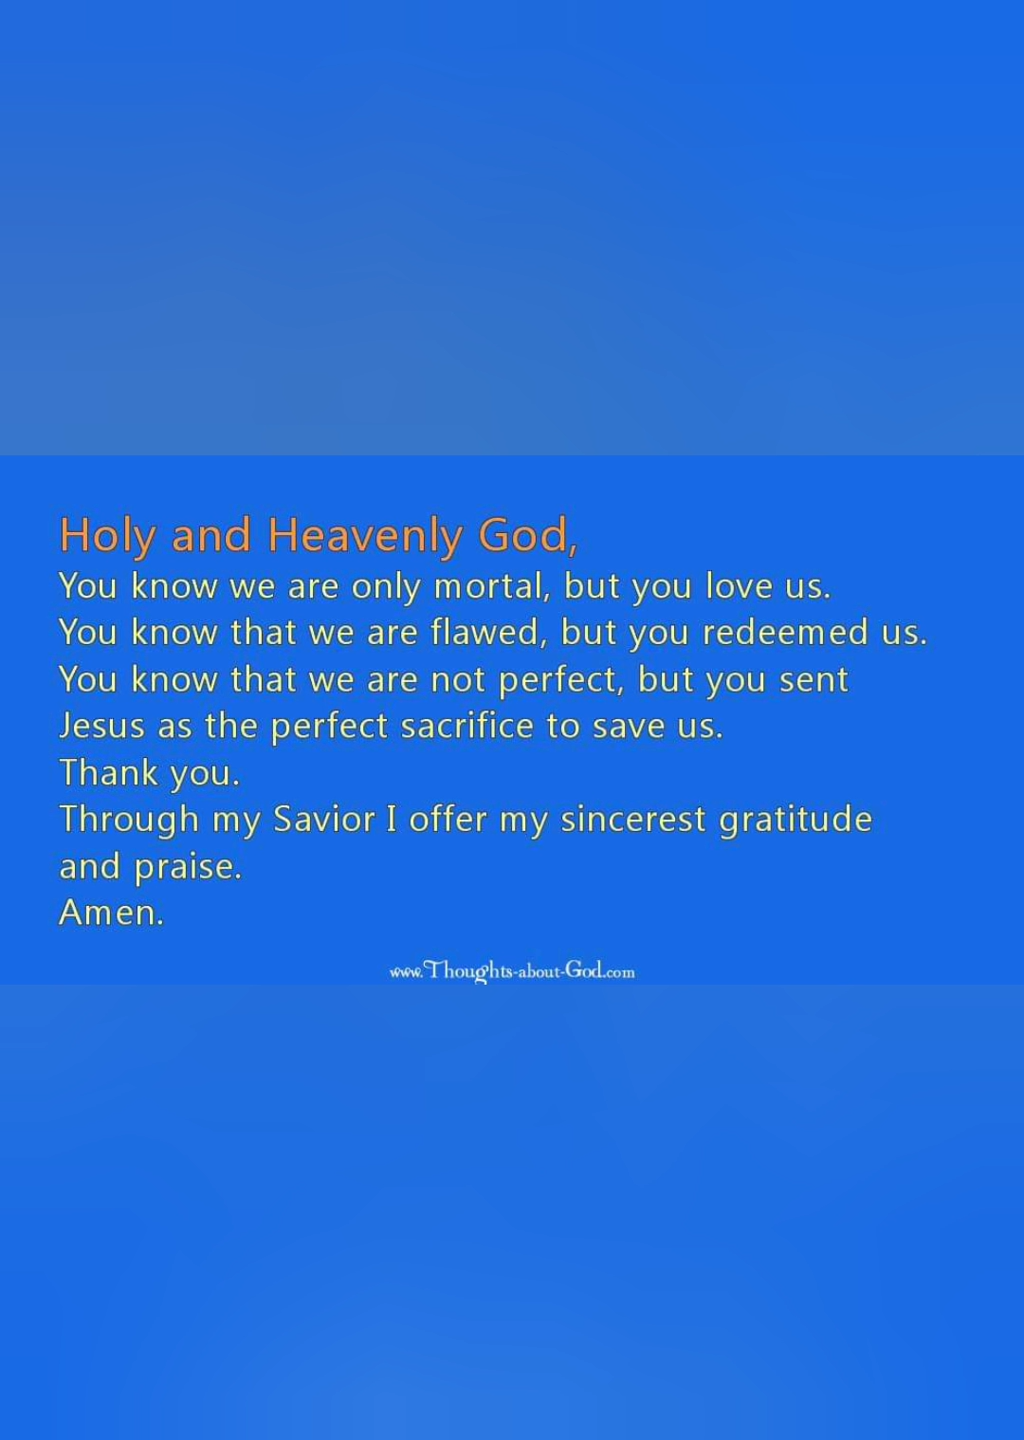 Holy and Heavenly God,
You know we are only mortal, but you love us.
You know that we are flawed, but you redeemed us.
You know that we are not perfect, but you sent
Jesus as the perfect sacrifice to save us.
Thank you.
Through my Savior I offer my sincerest gratitude
and praise.
Amen.
www.Thoughts-about-God.com